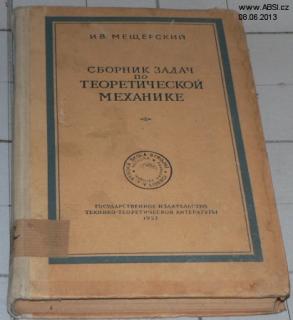 www.ABSI.cz
08.06.2013
И.В. МЕЩЕРСКИЙ
СБОРНИК ЗАДАЧ
ПО
ТЕОРЕТИЧЕСКОЙ
МЕХАНИКЕ
ГОСУДАРСТВЕННОЕ ИЗДАТЕЛЬСТВО
ТЕХНИКО-ТЕОРЕТИЧЕСКОЙ ЛИТЕРАТУРЫ